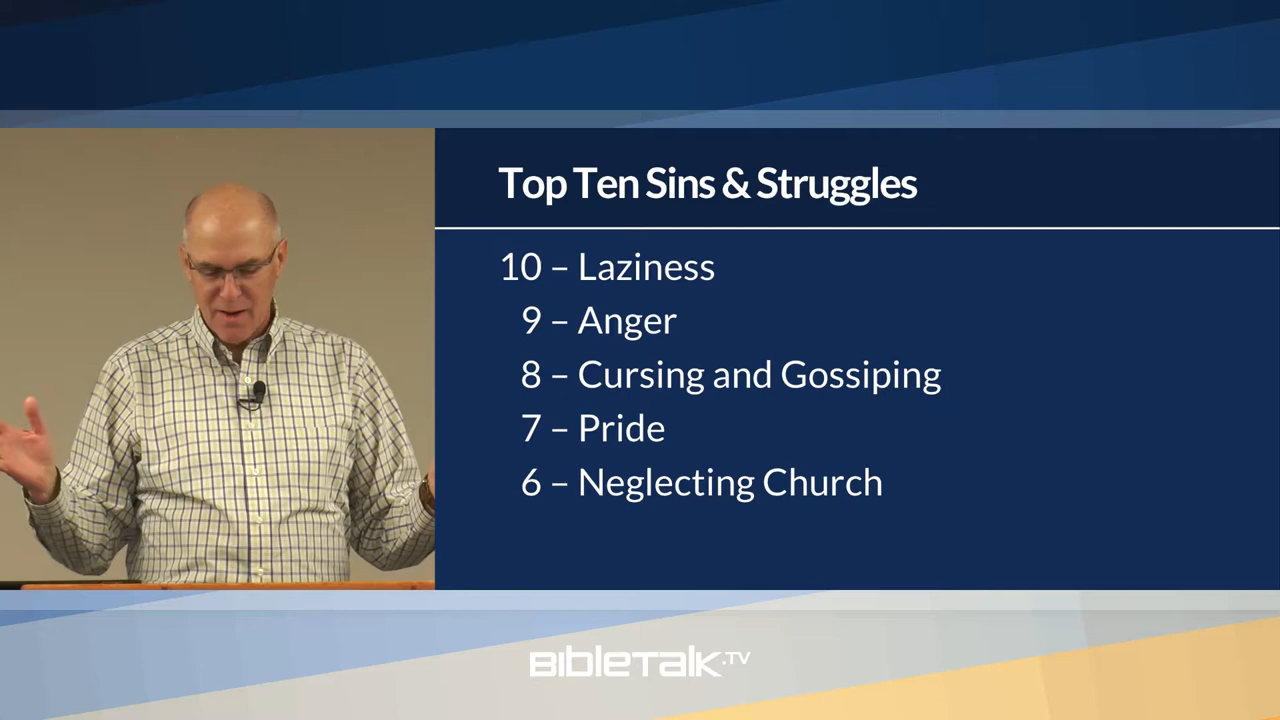 Top Ten Sins & Struggles
10 – Laziness
9 – Anger
8 – Cursing and Gossiping
7 – Pride
6 – Neglecting Church
BIBLETALK.TV